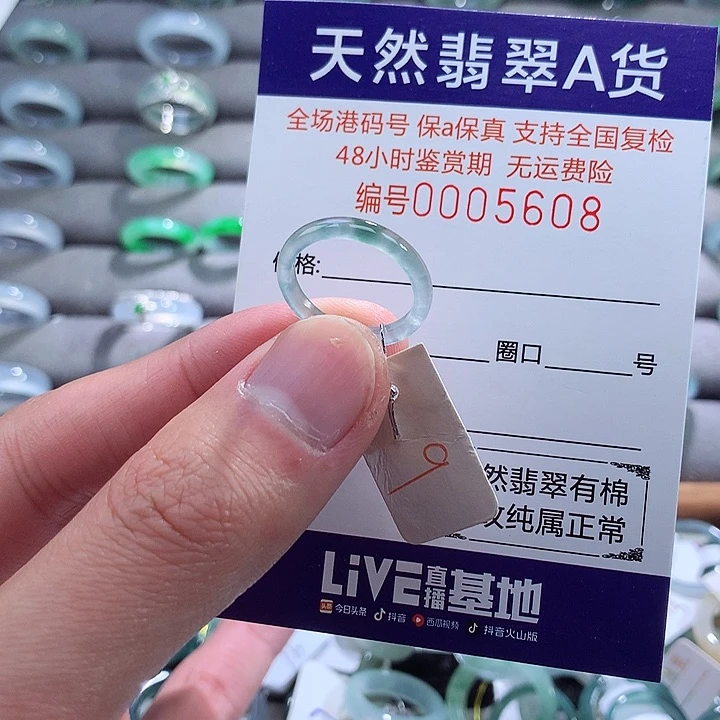 天然翡翠A货
全场港码号 保a保真 支持全国复检
48小时鉴赏期 无运费险
编号0005608
价格:
圈口 号
然翡翠有棉
纹纯属正常
LiVE直播基地
头条 今日头条 抖音 西瓜视频 抖音火山版